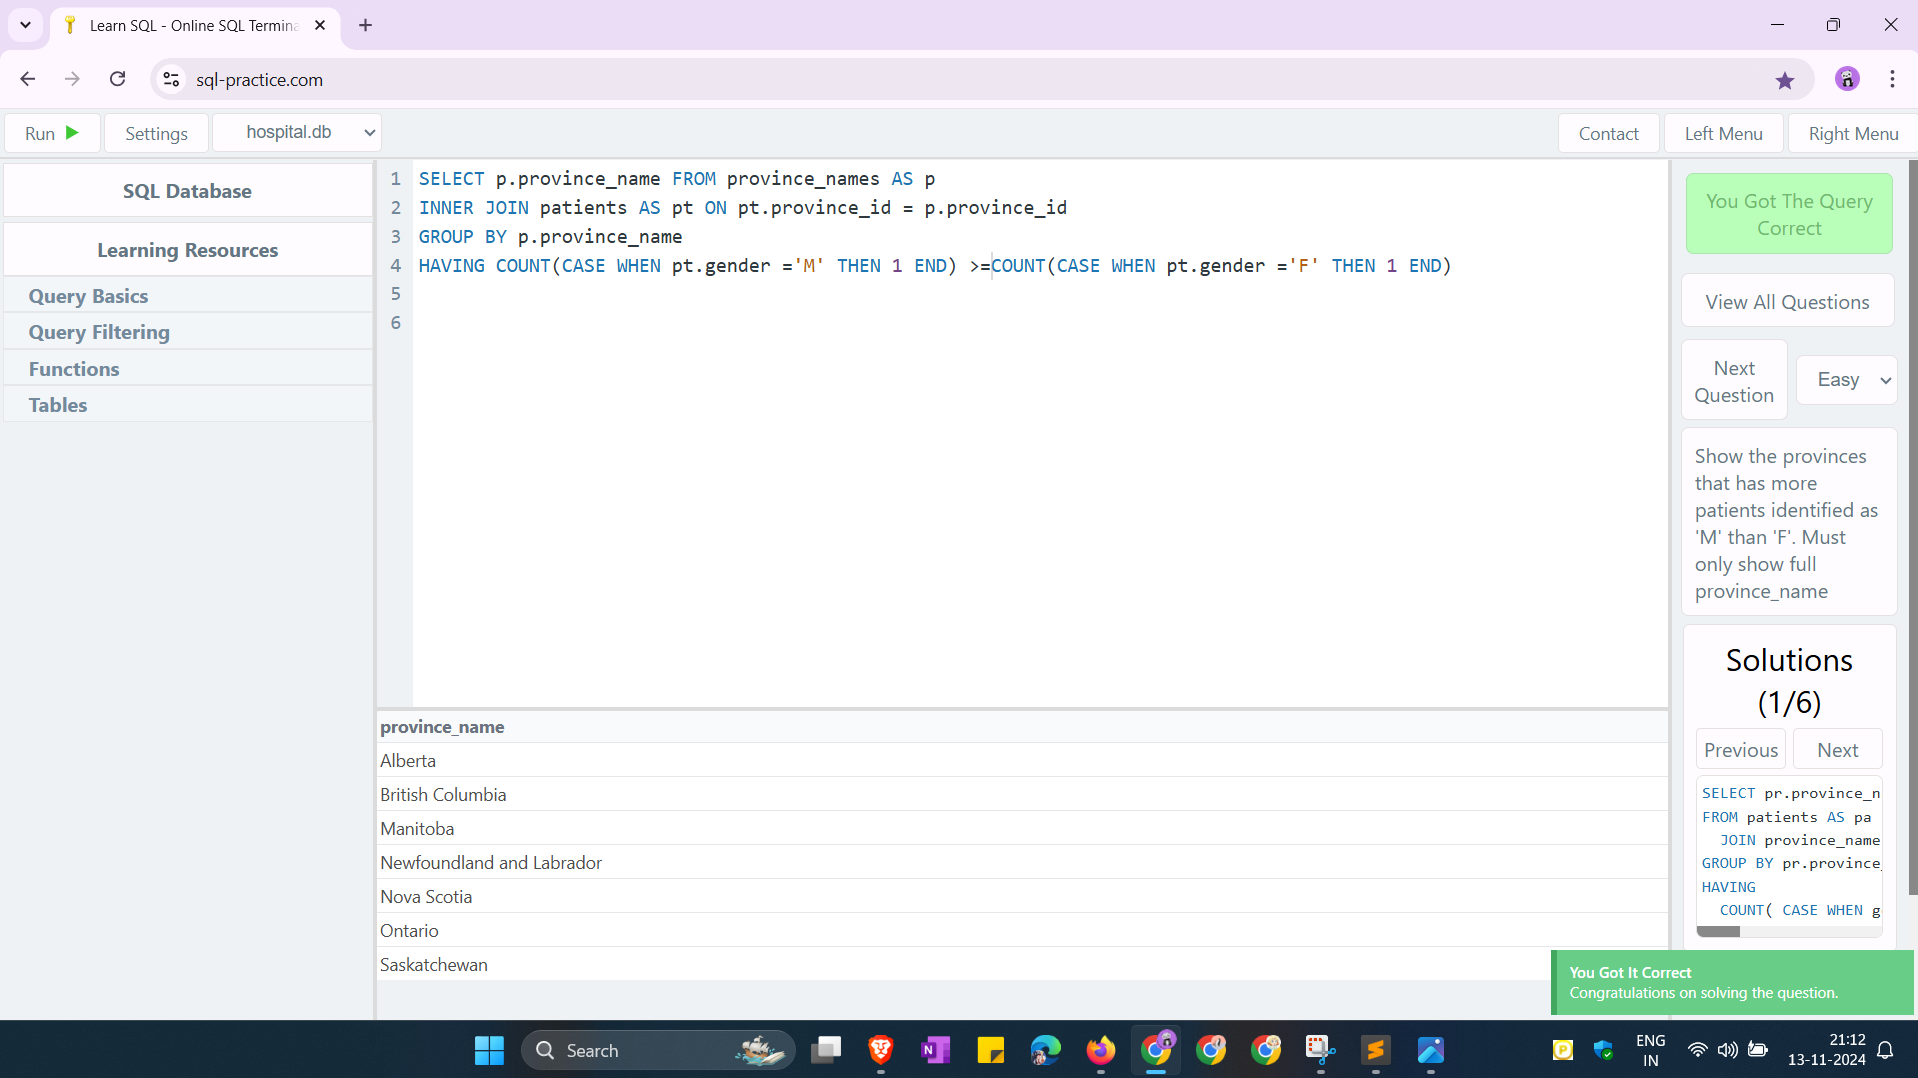 Learn SQL - Online SQL Termina
sql-practice.com
Run
Settings
hospital.db
Contact
Left Menu
Right Menu
SQL Database
Learning Resources
Query Basics
Query Filtering
Functions
Tables
1 SELECT p.province_name FROM province_names AS p
2 INNER JOIN patients AS pt ON pt.province_id = p.province_id
3 GROUP BY p.province_name
4 HAVING COUNT(CASE WHEN pt.gender ='M' THEN 1 END) >=COUNT(CASE WHEN pt.gender ='F' THEN 1 END)
5
6
province_name
Alberta
British Columbia
Manitoba
Newfoundland and Labrador
Nova Scotia
Ontario
Saskatchewan
You Got The Query
Correct
View All Questions
Next
Question
Easy
Show the provinces
that has more
patients identified as
'M' than 'F'. Must
only show full
province_name
Solutions
(1/6)
Previous
Next
SELECT pr.province_n
FROM patients AS pa
JOIN province_name
GROUP BY pr.province_
HAVING
COUNT( CASE WHEN g
You Got It Correct
Congratulations on solving the question.
Search
N
P
ENG
IN
21:12
13-11-2024